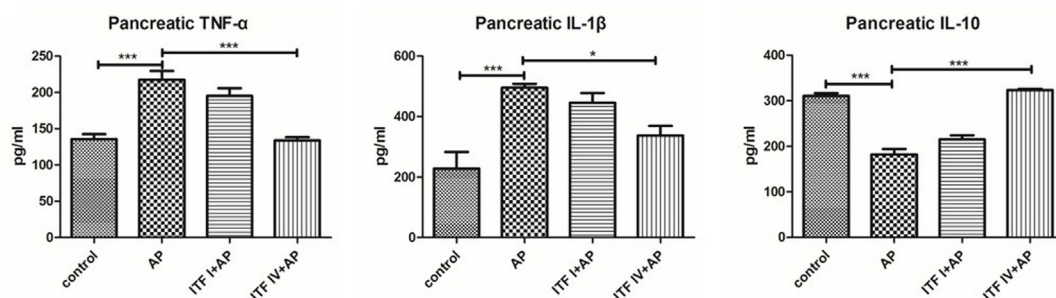 Pancreatic TNF-α
250
200
150
100
50
0
pg/ml
***
***
control
AP
ITF I+AP
ITF IV+AP
Pancreatic IL-1β
600
400
200
0
pg/ml
***
*
control
AP
ITF I+AP
ITF IV+AP
Pancreatic IL-10
400
300
200
100
0
pg/ml
***
***
control
AP
ITF I+AP
ITF IV+AP